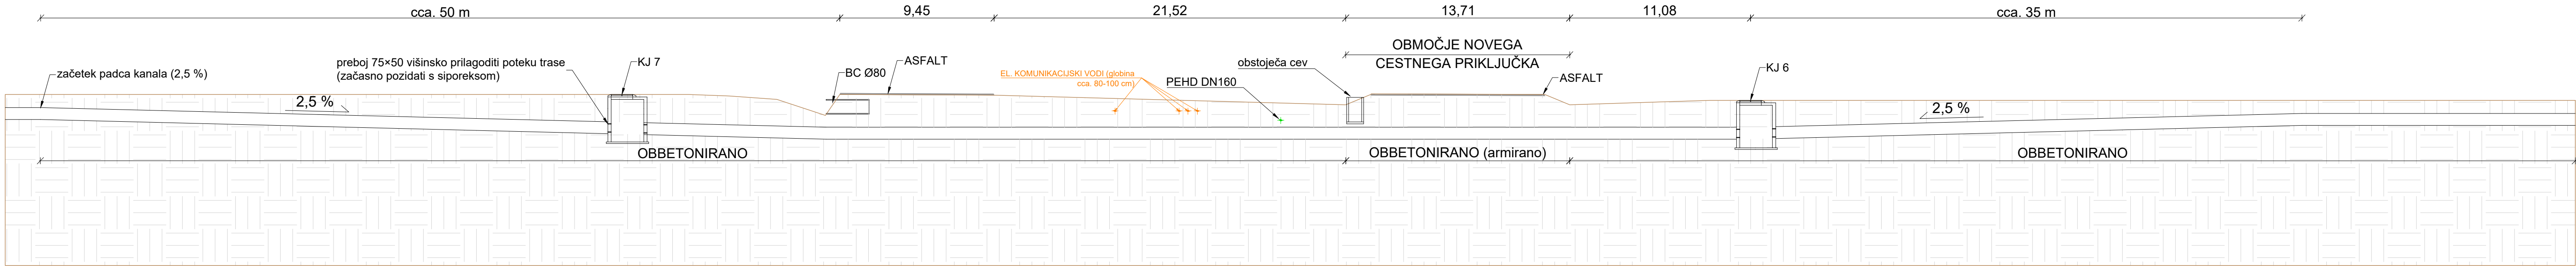 cca. 50 m
9,45
21,52
13,71
11,08
cca. 35 m
OBMOČJE NOVEGA
CESTNEGA PRIKLJUČKA
začetek padca kanala (2,5 %)
preboj 75×50 višinsko prilagoditi poteku trase
(začasno pozidati s siporeksom)
KJ 7
BC Ø80
ASFALT
EL. KOMUNIKACIJSKI VODI (globina
cca. 80-100 cm)
PEHD DN160
obstoječa cev
ASFALT
KJ 6
2,5 %
2,5 %
OBBETONIRANO
OBBETONIRANO (armirano)
OBBETONIRANO